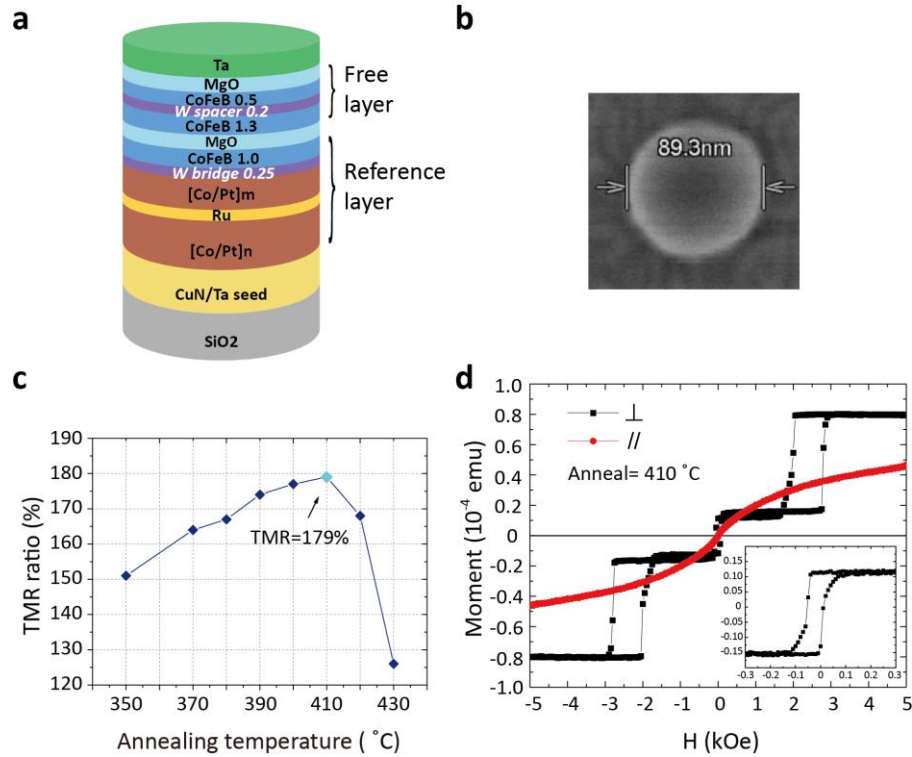 a
Ta
MgO
CoFeB 0.5
W spacer 0.2
CoFeB 1.3
MgO
CoFeB 1.0
W bridge 0.25
[Co/Pt]m
Ru
[Co/Pt]n
CuN/Ta seed
SiO2
Free
layer
Reference
layer
b
89.3nm
c
190
180
170
160
150
140
130
120
TMR ratio (%)
TMR=179%
350
370
390
410
430
Annealing temperature ( ˚C)
d
1.0
0.8
0.6
0.4
0.2
0
-0.2
-0.4
-0.6
-0.8
-1.0
Moment (10⁻⁴ emu)
⊥
//
Anneal= 410 ˚C
0.15
0.10
0.05
0
-0.05
-0.10
-0.15
-0.3
-0.2
-0.1
0
0.1
0.2
0.3
-5
-4
-3
-2
-1
0
1
2
3
4
5
H (kOe)